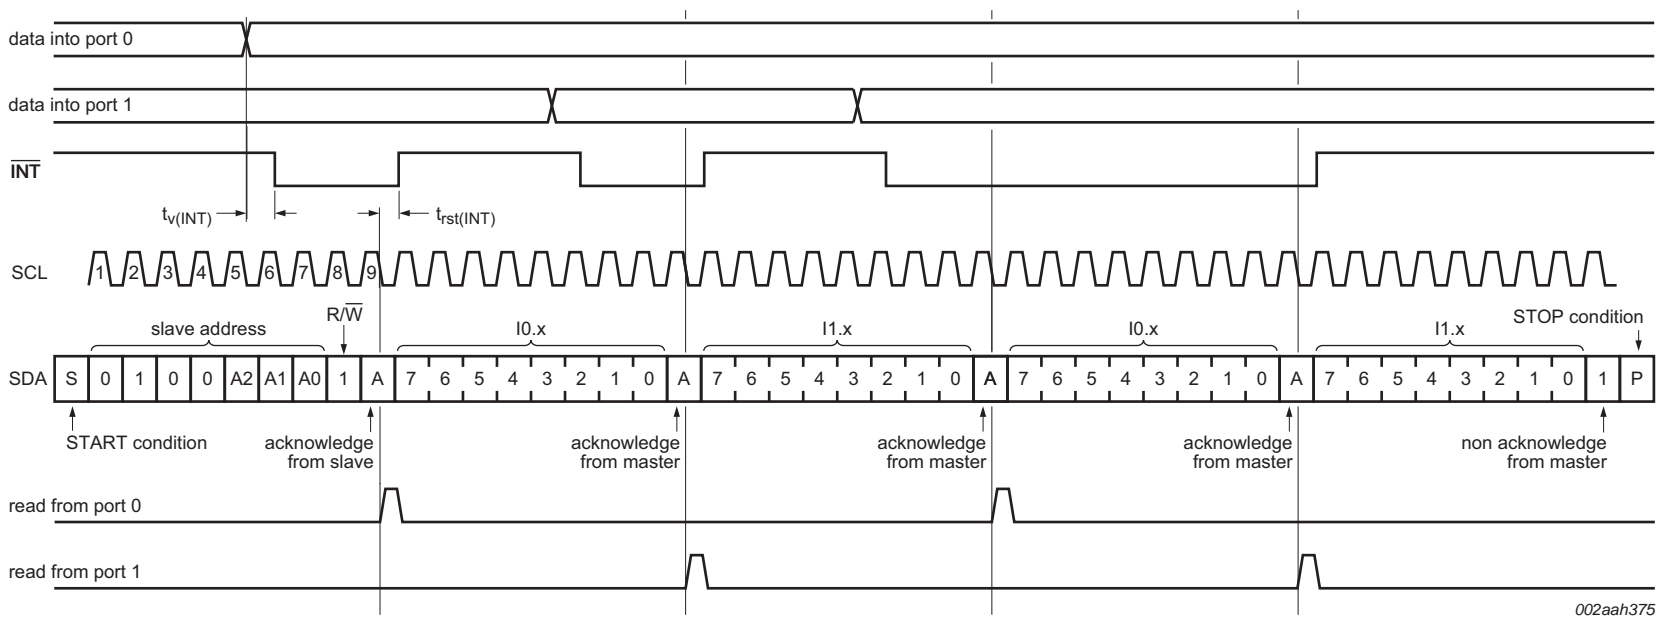 data into port 0
data into port 1
INT
tv(INT) trst(INT)
SCL 1 2 3 4 5 6 7 8 9
R/W
slave address I0.x I1.x I0.x I1.x STOP condition
SDA S 0 1 0 0 A2 A1 A0 1 A 7 6 5 4 3 2 1 0 A 7 6 5 4 3 2 1 0 A 7 6 5 4 3 2 1 0 A 7 6 5 4 3 2 1 0 1 P
START condition
acknowledge
from slave
acknowledge
from master
acknowledge
from master
acknowledge
from master
non acknowledge
from master
read from port 0
read from port 1
002aah375